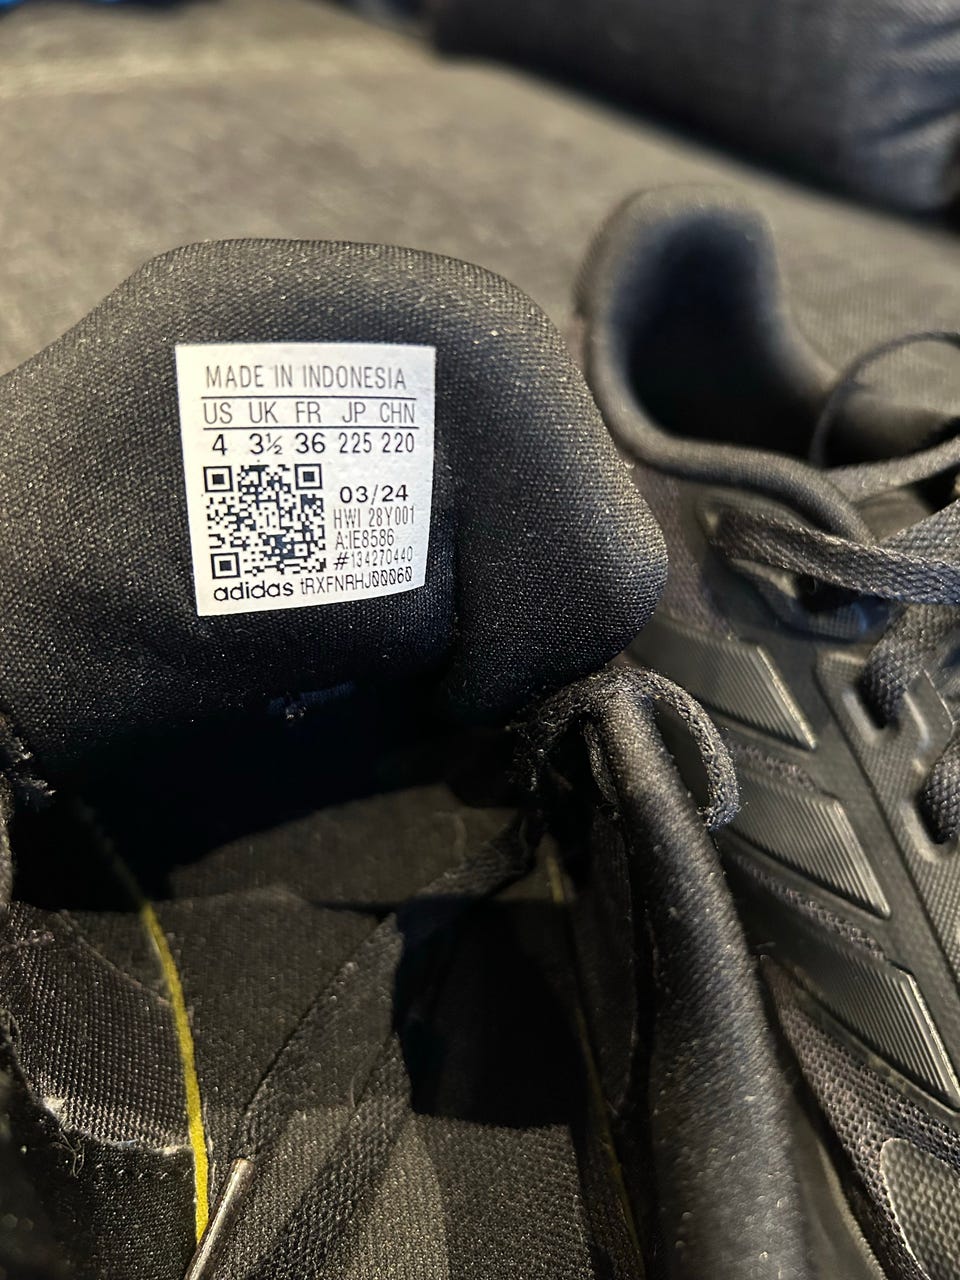 MADE IN INDONESIA
US UK FR JP CHN
4 3½ 36 225 220
03/24
HWI 28Y001
A:IE8586
#134270440
adidas tRXFNRHJ00060